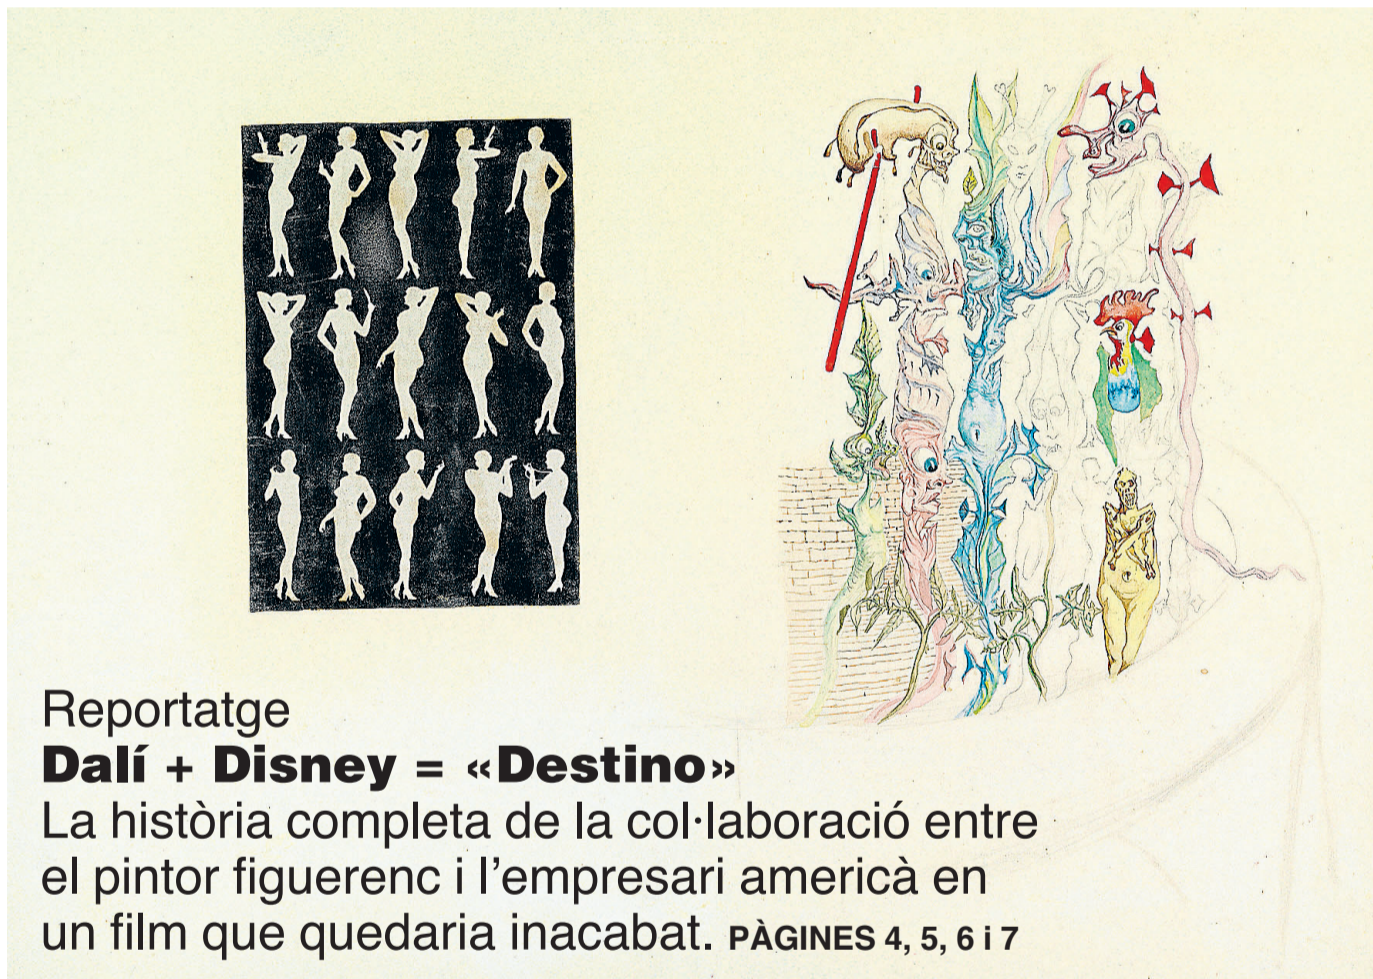 Reportatge
Dalí + Disney = «Destino»
La història completa de la col·laboració entre
el pintor figuerenc i l'empresari americà en
un film que quedaria inacabat. PÀGINES 4, 5, 6 i 7